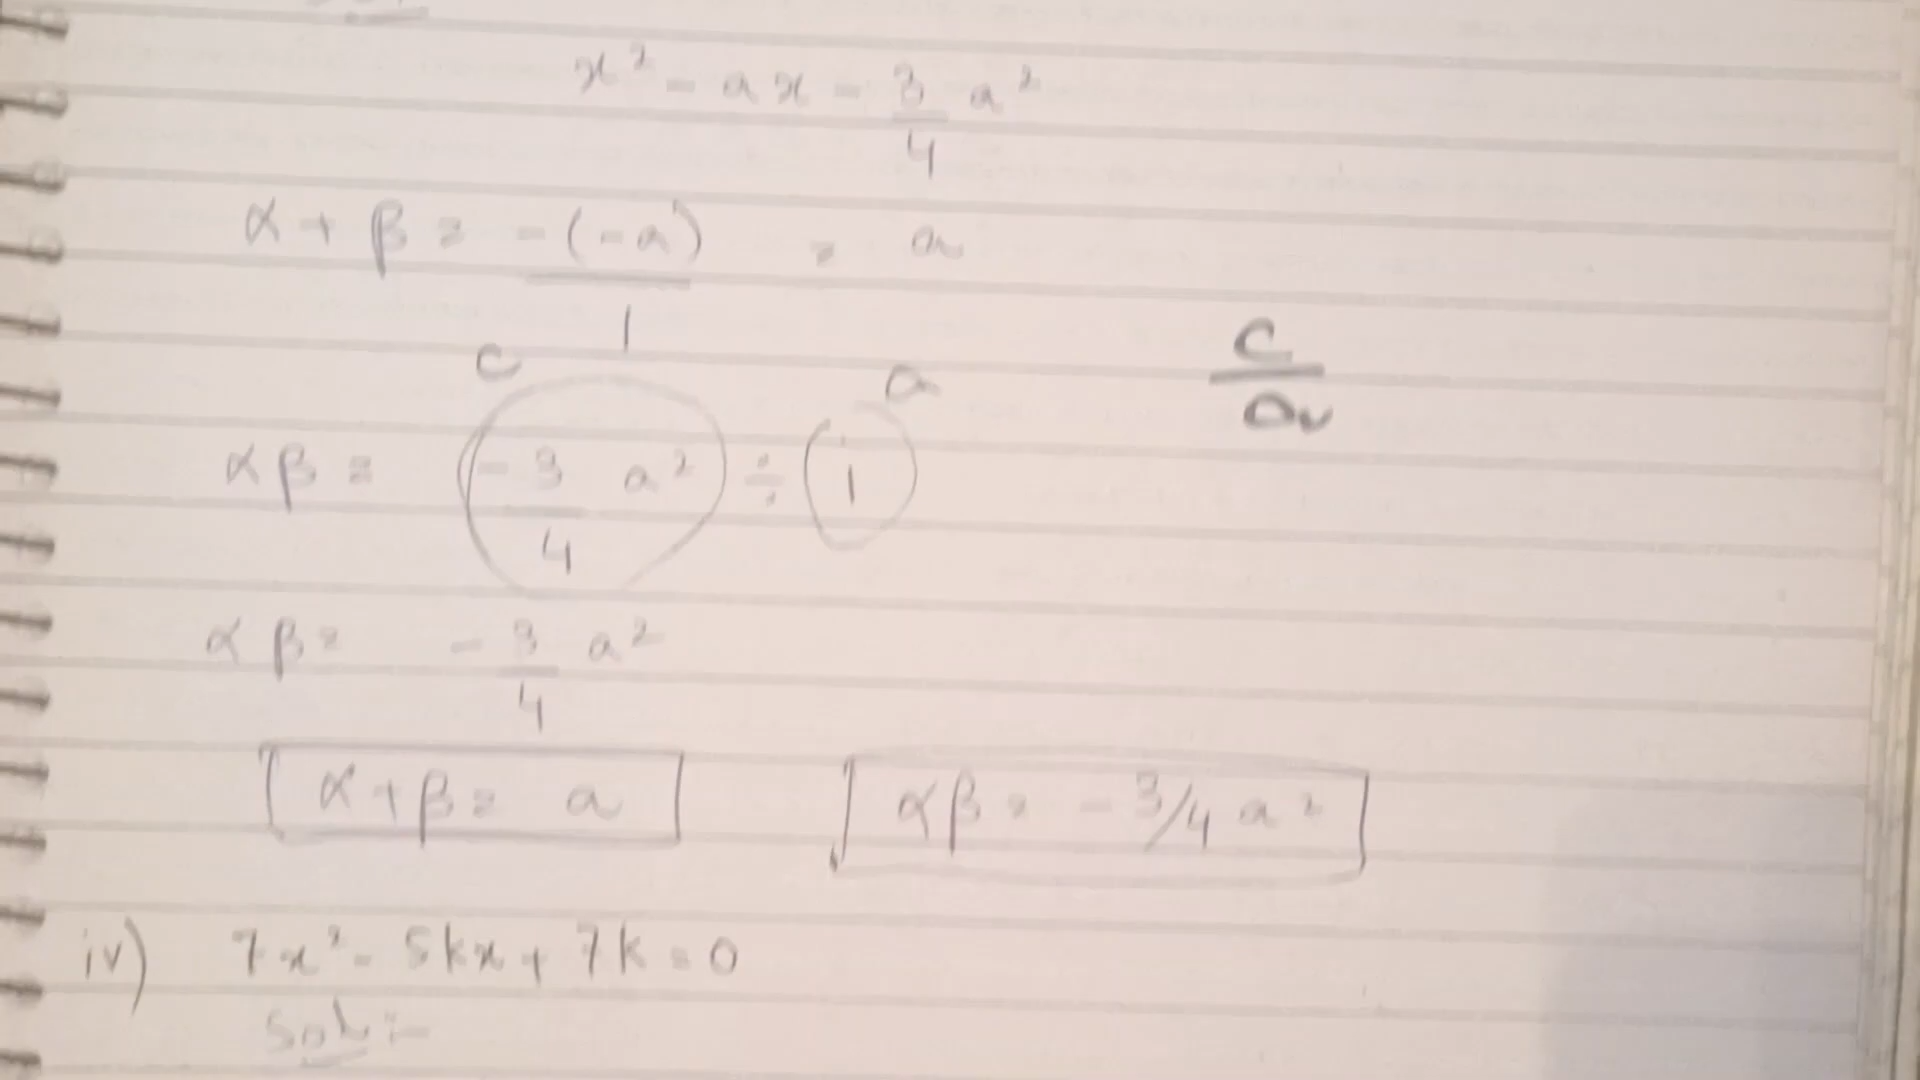 x² - ax - 3/4 a²
α + β = -(-a)/1 = a
c a c/a
αβ = (-3/4 a²) ÷ (1)
αβ = -3/4 a²
α+β = a αβ = -3/4 a²
iv) 7x² - 5kx + 7k = 0
Sol:-